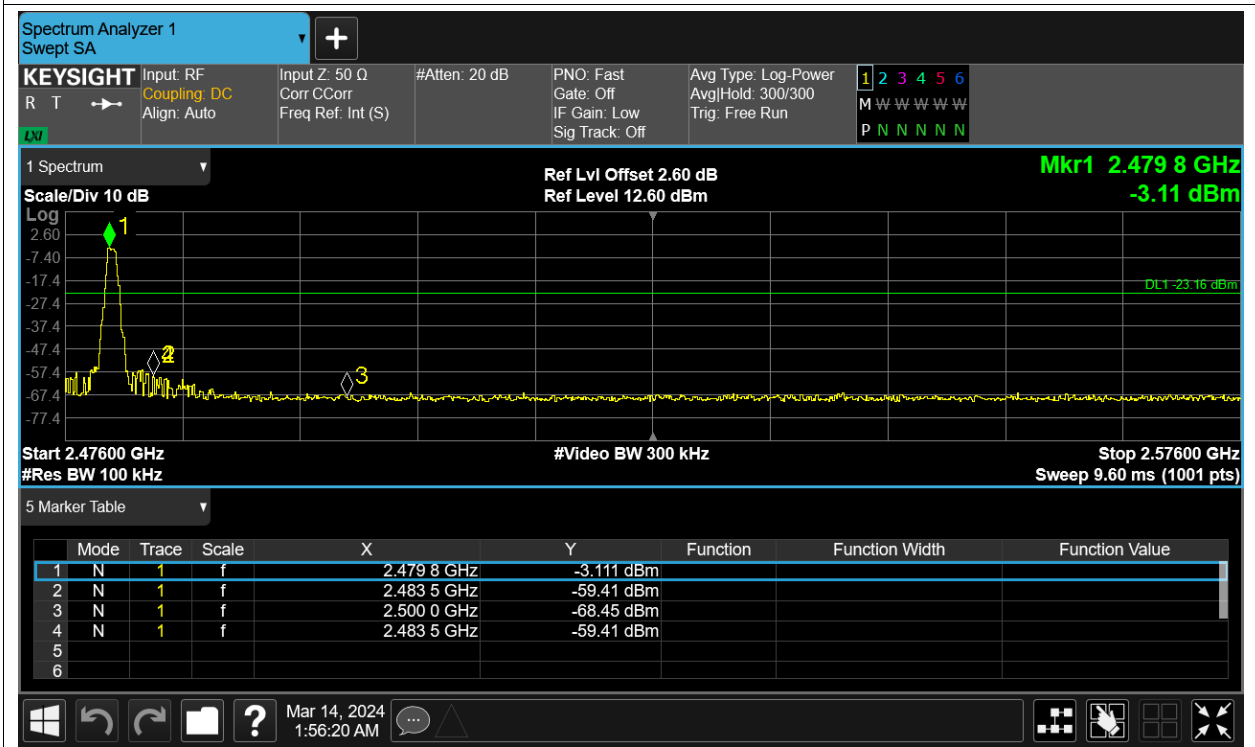 Spectrum Analyzer 1
Swept SA
+
KEYSIGHT Input: RF Input Z: 50 Ω #Atten: 20 dB PNO: Fast Avg Type: Log-Power 1 2 3 4 5 6
R T Coupling: DC Corr CCorr Gate: Off Avg|Hold: 300/300 M W W W W W
Align: Auto Freq Ref: Int (S) IF Gain: Low Trig: Free Run P N N N N N
LXI Sig Track: Off
1 Spectrum
Ref Lvl Offset 2.60 dB Mkr1 2.479 8 GHz
Scale/Div 10 dB Ref Level 12.60 dBm -3.11 dBm
Log
1
2.60
-7.40
-17.4
DL1 -23.16 dBm
-27.4
-37.4
-47.4
2 4
-57.4
3
-67.4
-77.4
Start 2.47600 GHz #Video BW 300 kHz Stop 2.57600 GHz
#Res BW 100 kHz Sweep 9.60 ms (1001 pts)
5 Marker Table
Mode Trace Scale X Y Function Function Width Function Value
1 N 1 f 2.479 8 GHz -3.111 dBm
2 N 1 f 2.483 5 GHz -59.41 dBm
3 N 1 f 2.500 0 GHz -68.45 dBm
4 N 1 f 2.483 5 GHz -59.41 dBm
5
6
? Mar 14, 2024
1:56:20 AM